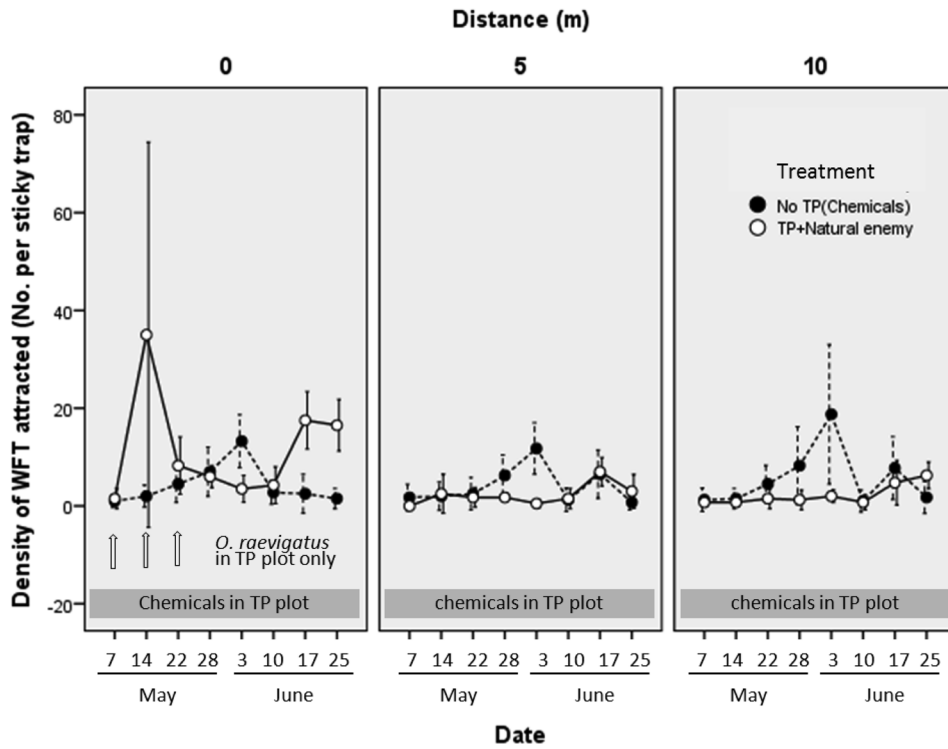 Distance (m)
0 5 10
Density of WFT attracted (No. per sticky trap)
80
60
40
20
0
-20
Treatment
No TP(Chemicals)
TP+Natural enemy
O. raevigatus
in TP plot only
Chemicals in TP plot
chemicals in TP plot
chemicals in TP plot
7 14 22 28 3 10 17 25
7 14 22 28 3 10 17 25
7 14 22 28 3 10 17 25
May June
May June
May June
Date